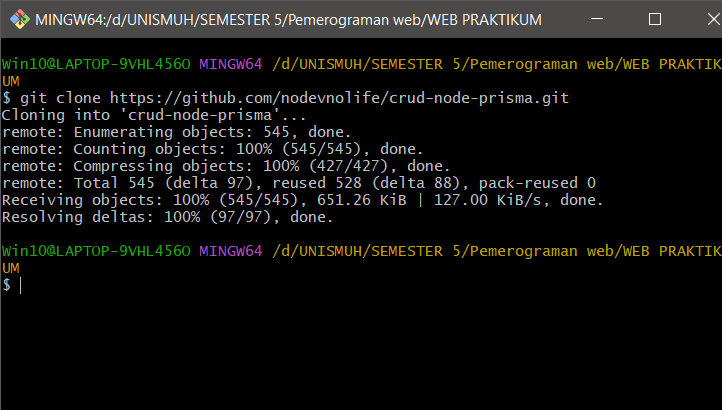 MINGW64:/d/UNISMUH/SEMESTER 5/Pemerograman web/WEB PRAKTIKUM
Win10@LAPTOP-9VHL456O MINGW64 /d/UNISMUH/SEMESTER 5/Pemerograman web/WEB PRAKTIK
UM
$ git clone https://github.com/nodevnolife/crud-node-prisma.git
Cloning into 'crud-node-prisma'...
remote: Enumerating objects: 545, done.
remote: Counting objects: 100% (545/545), done.
remote: Compressing objects: 100% (427/427), done.
remote: Total 545 (delta 97), reused 528 (delta 88), pack-reused 0
Receiving objects: 100% (545/545), 651.26 KiB | 127.00 KiB/s, done.
Resolving deltas: 100% (97/97), done.
Win10@LAPTOP-9VHL456O MINGW64 /d/UNISMUH/SEMESTER 5/Pemerograman web/WEB PRAKTIK
UM
$